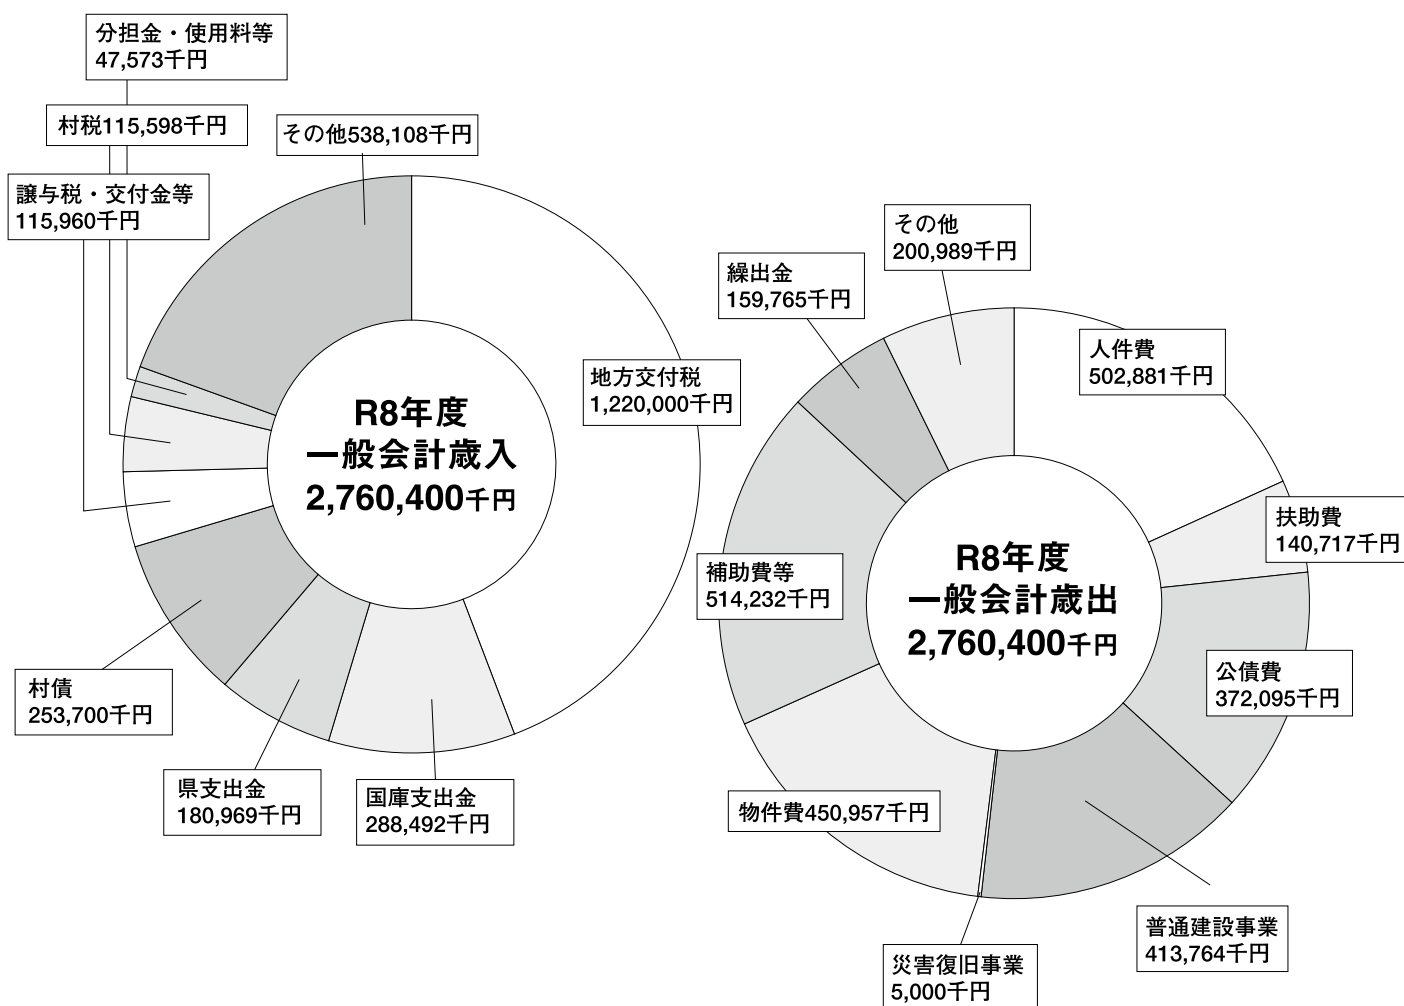 分担金・使用料等
47,573千円
村税115,598千円
譲与税・交付金等
115,960千円
その他538,108千円
地方交付税
1,220,000千円
R8年度
一般会計歳入
2,760,400千円
村債
253,700千円
県支出金
180,969千円
国庫支出金
288,492千円
その他
200,989千円
繰出金
159,765千円
人件費
502,881千円
扶助費
140,717千円
補助費等
514,232千円
R8年度
一般会計歳出
2,760,400千円
公債費
372,095千円
物件費450,957千円
普通建設事業
413,764千円
災害復旧事業
5,000千円